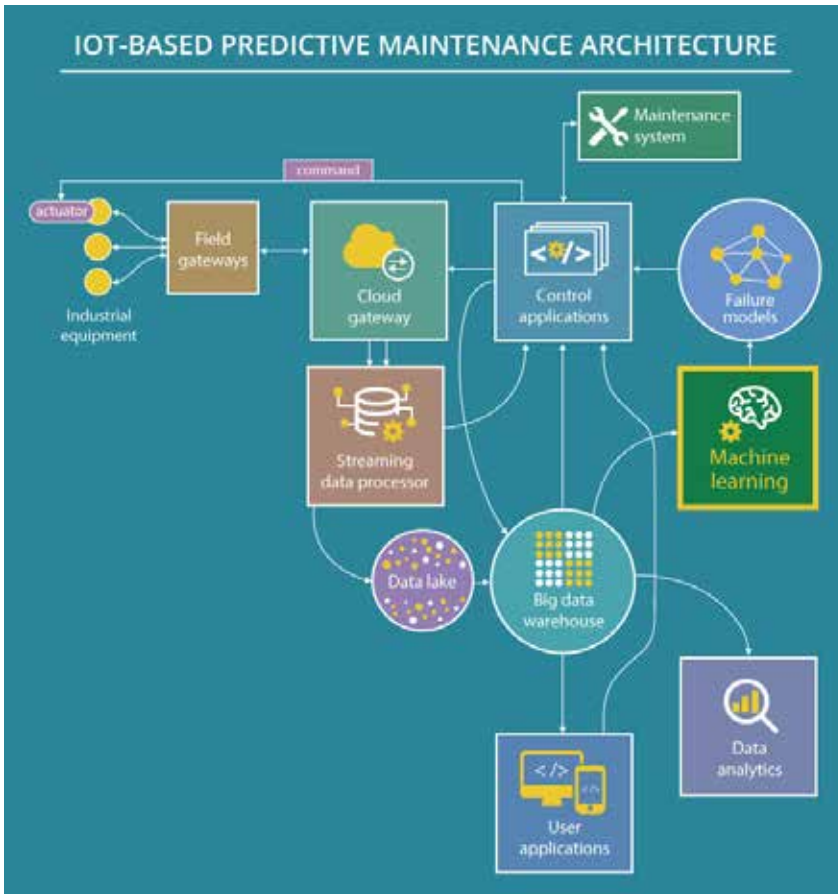 IOT-BASED PREDICTIVE MAINTENANCE ARCHITECTURE
Maintenance
system
command
actuator
Field
gateways
Industrial
equipment
Cloud
gateway
</>
Control
applications
Failure
models
Streaming
data processor
Machine
learning
Data lake
Big data
warehouse
</>
</>
User
applications
Data
analytics